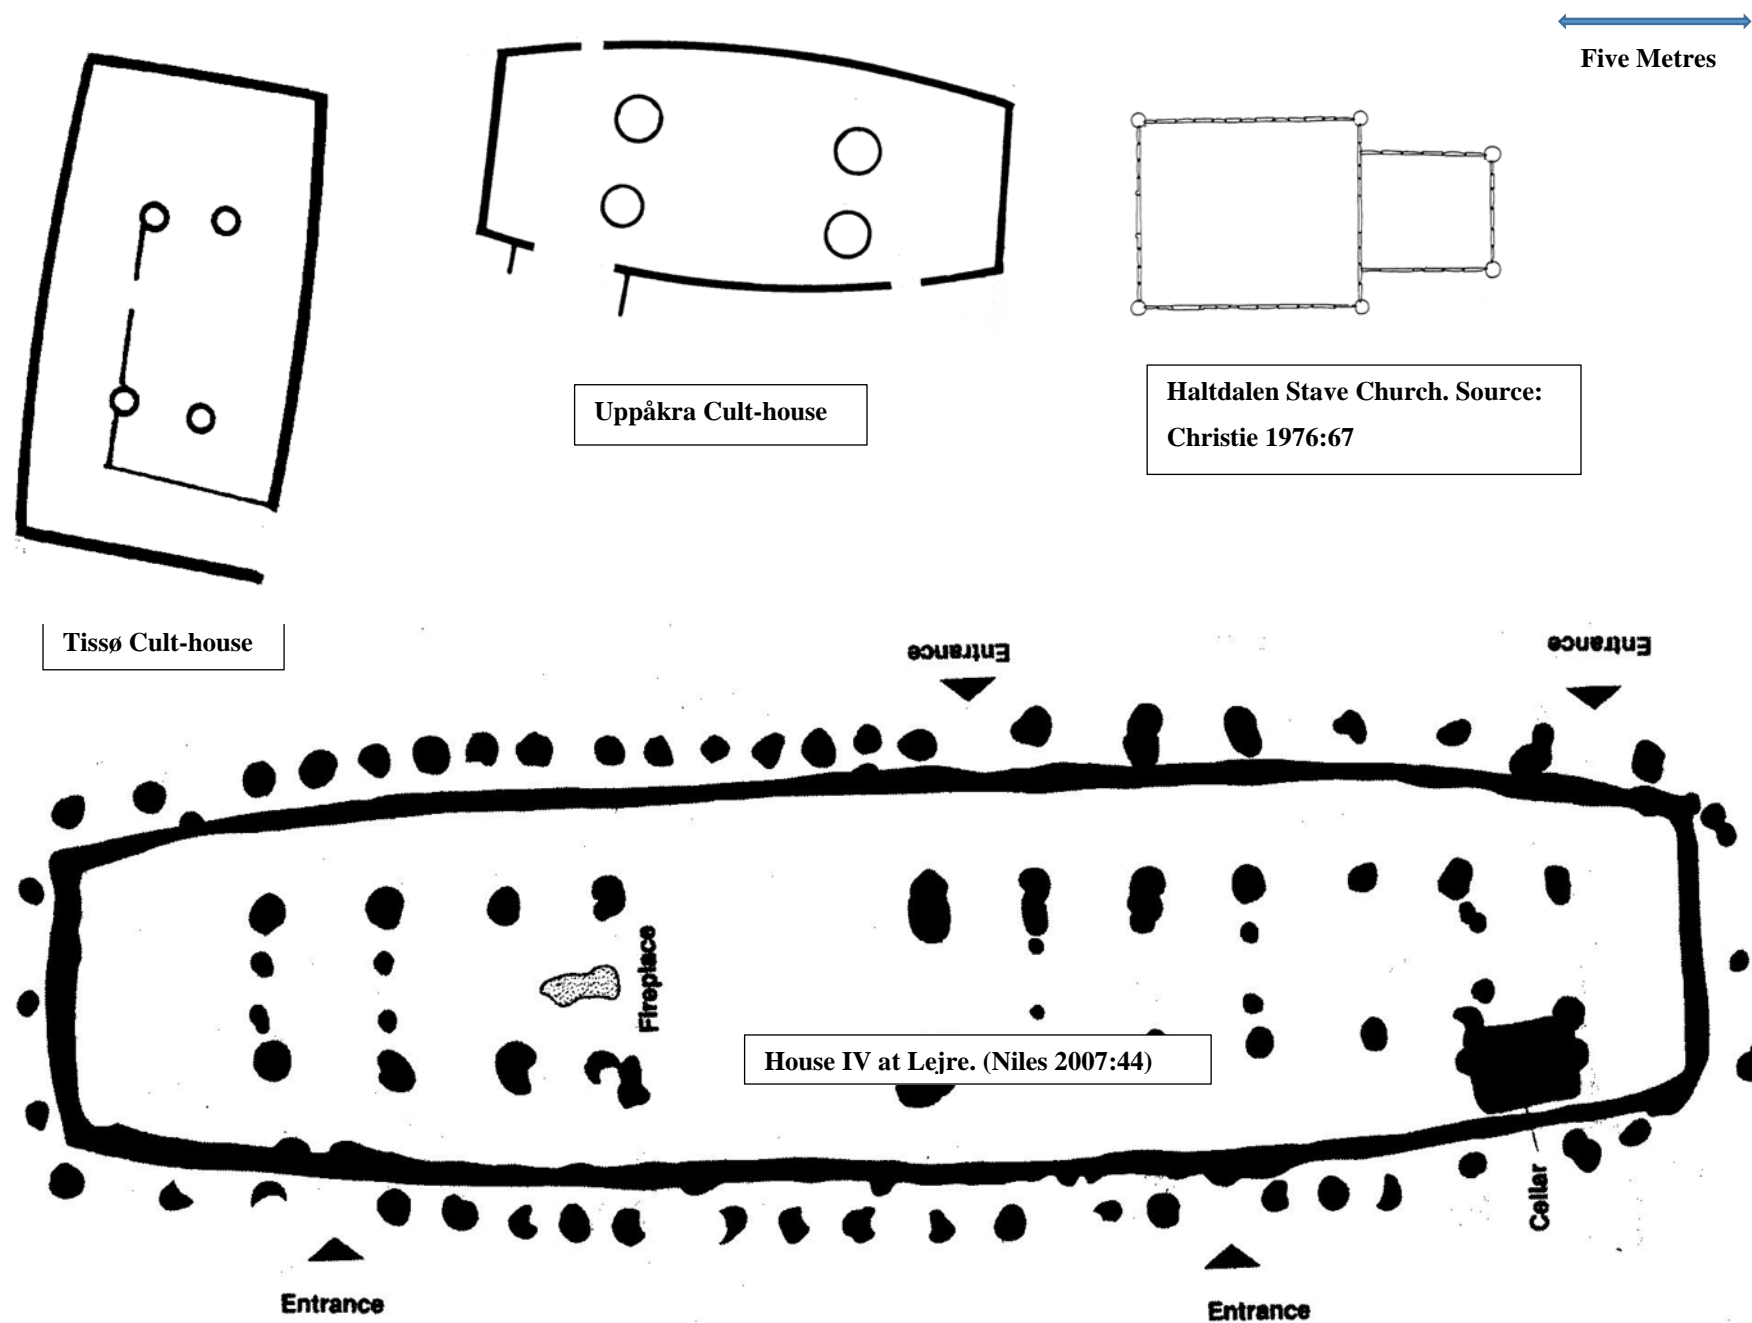 Five Metres
Uppåkra Cult-house
Haltdalen Stave Church. Source:
Christie 1976:67
Tissø Cult-house
Entrance
Entrance
Fireplace
House IV at Lejre. (Niles 2007:44)
Cellar
Entrance
Entrance